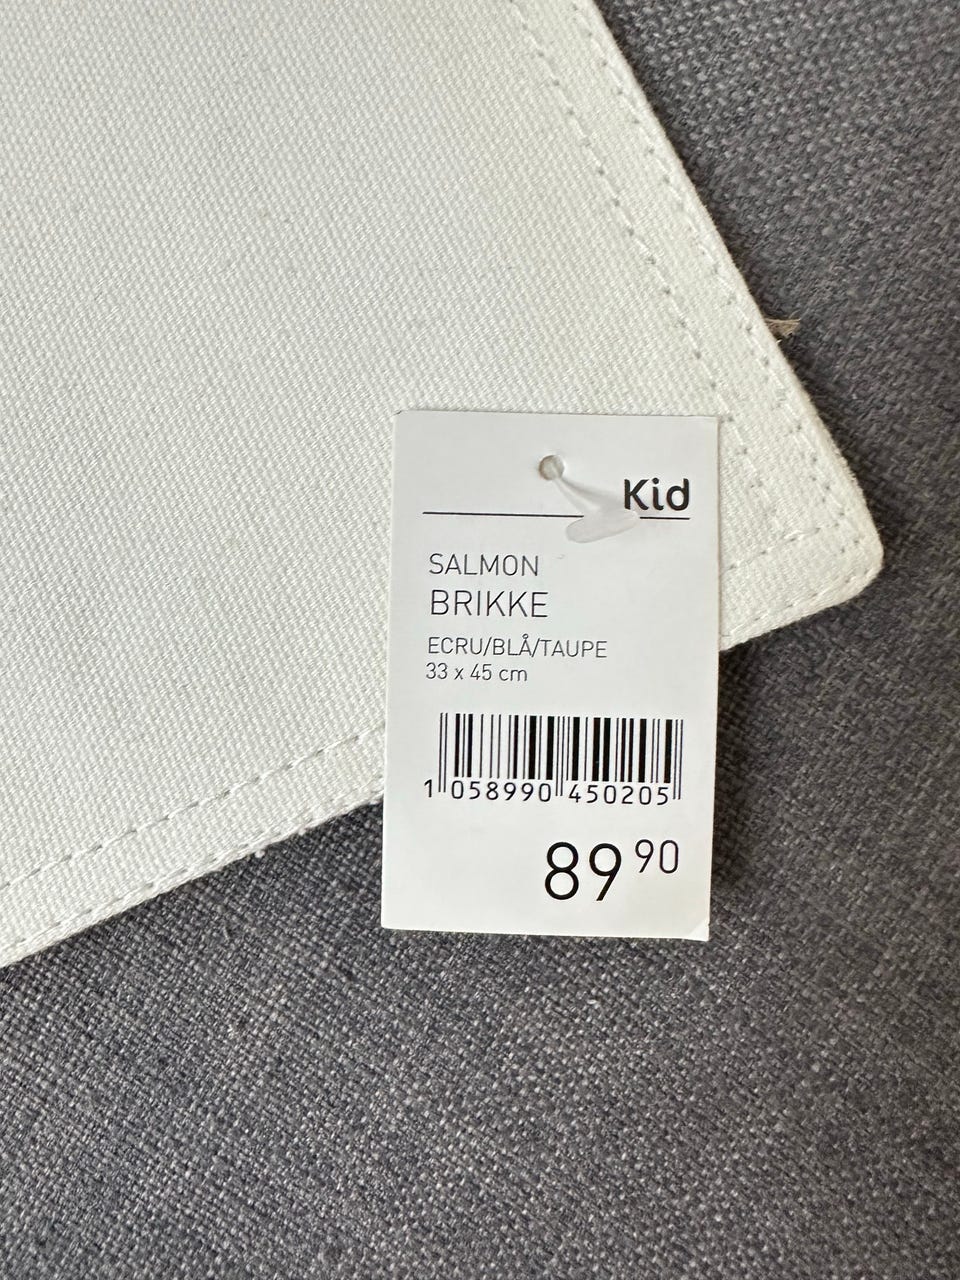 Kid
SALMON
BRIKKE
ECRU/BLÅ/TAUPE
33 x 45 cm
1 058990 450205
89 90